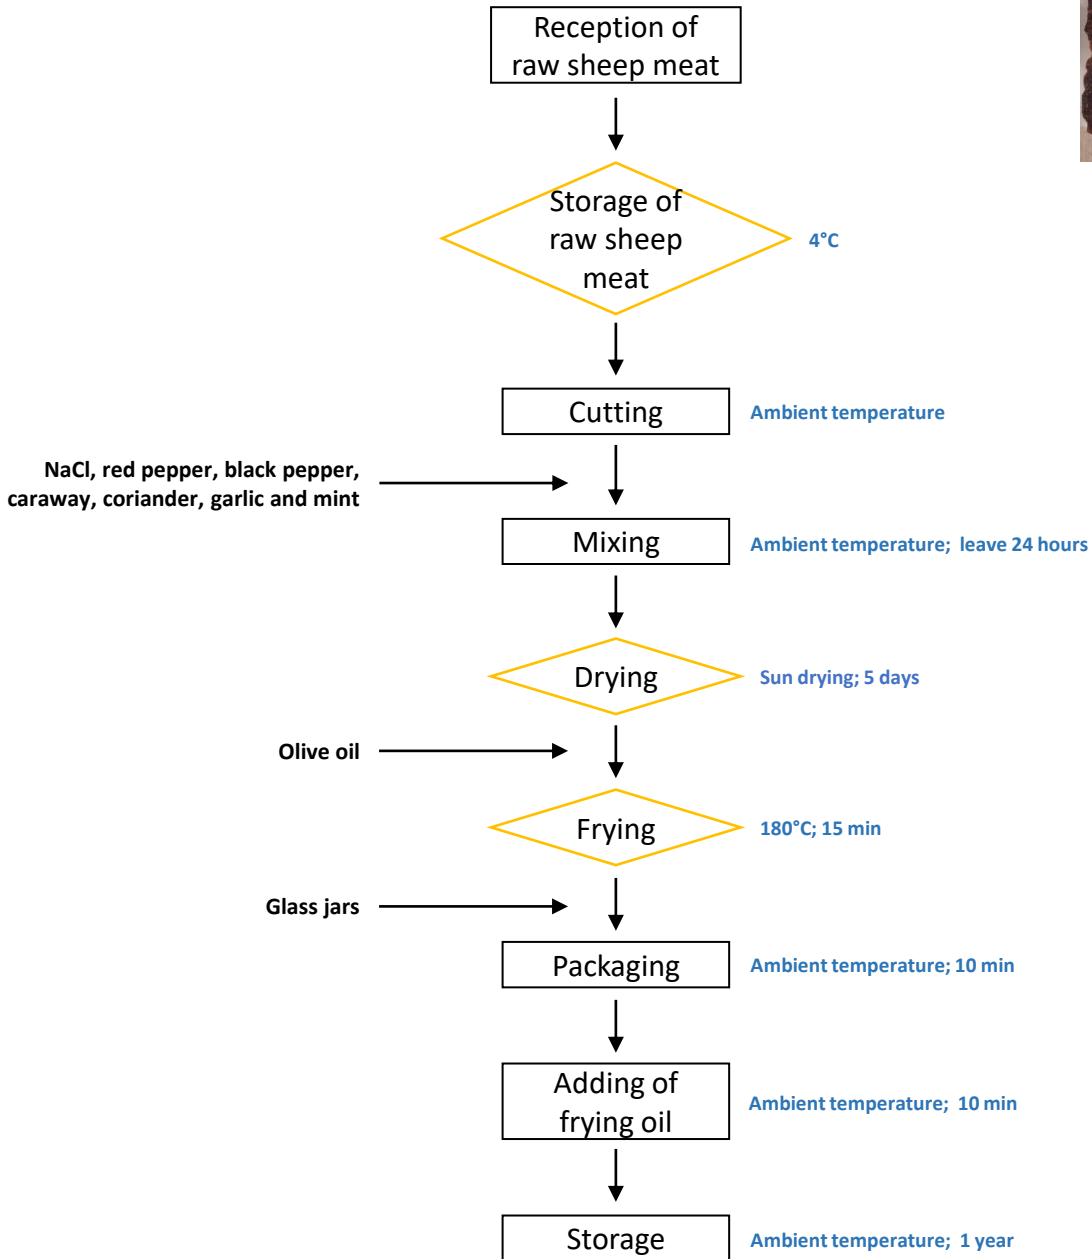 Reception of
raw sheep meat
Storage of
raw sheep
meat
4°C
Cutting
Ambient temperature
NaCl, red pepper, black pepper,
caraway, coriander, garlic and mint
Mixing
Ambient temperature; leave 24 hours
Drying
Sun drying; 5 days
Olive oil
Frying
180°C; 15 min
Glass jars
Packaging
Ambient temperature; 10 min
Adding of
frying oil
Ambient temperature; 10 min
Storage
Ambient temperature; 1 year